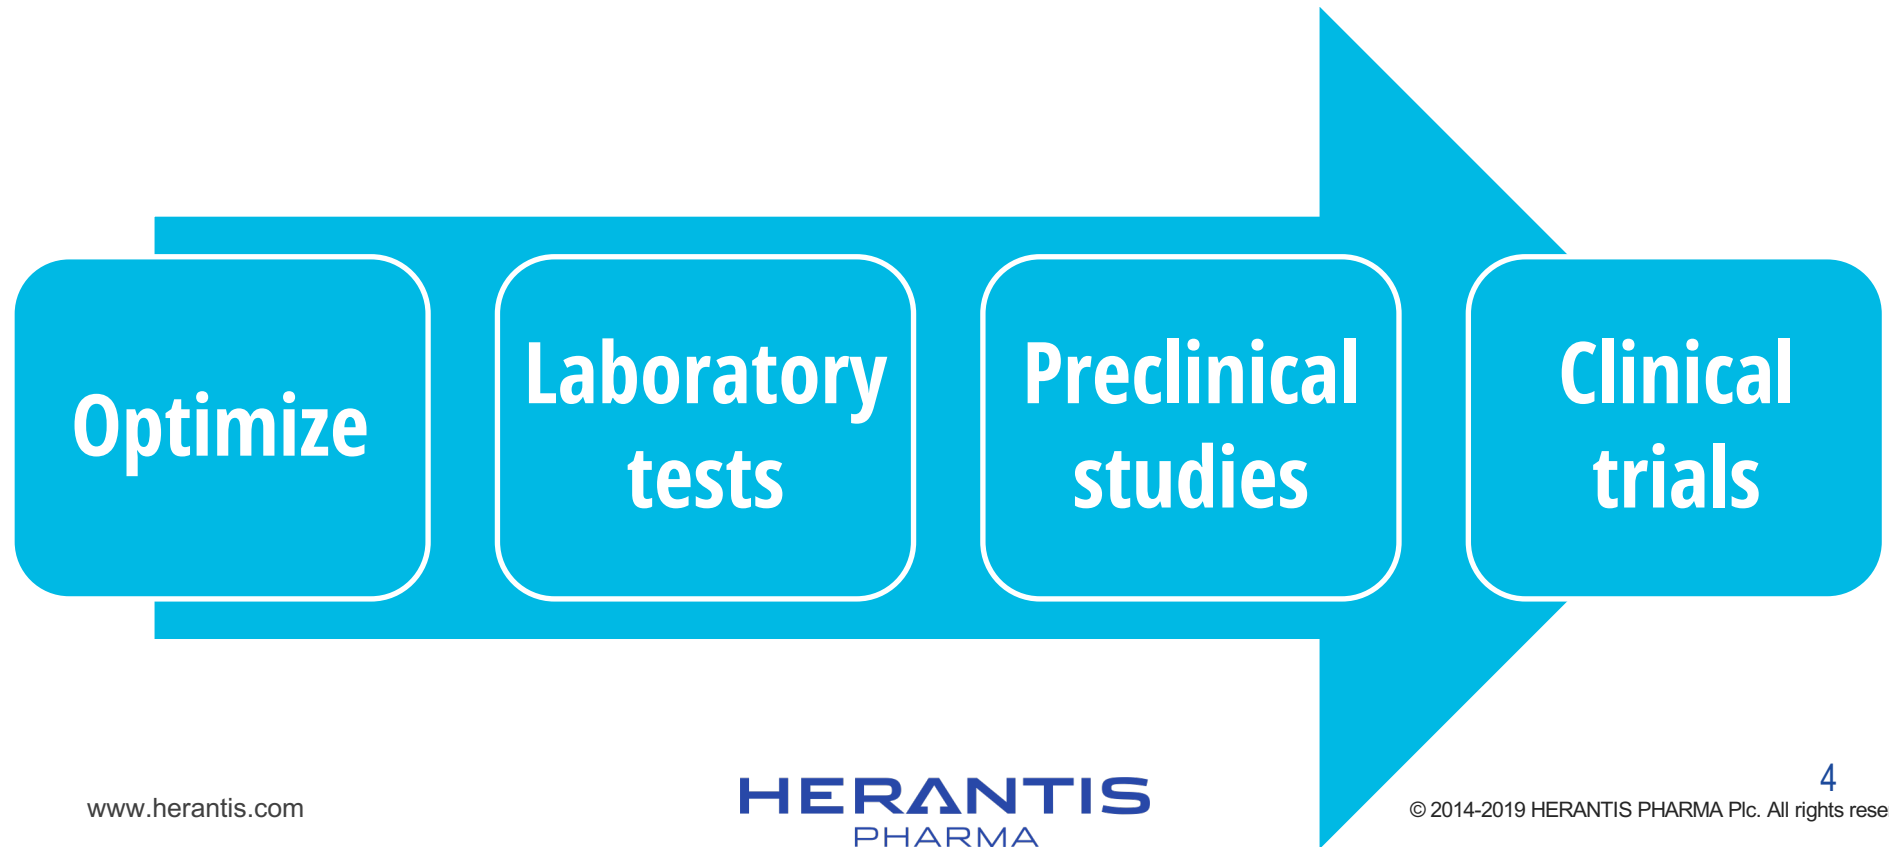 Optimize
Laboratory
tests
Preclinical
studies
Clinical
trials
www.herantis.com
HERANTIS
PHARMA
4
© 2014-2019 HERANTIS PHARMA Plc. All rights rese